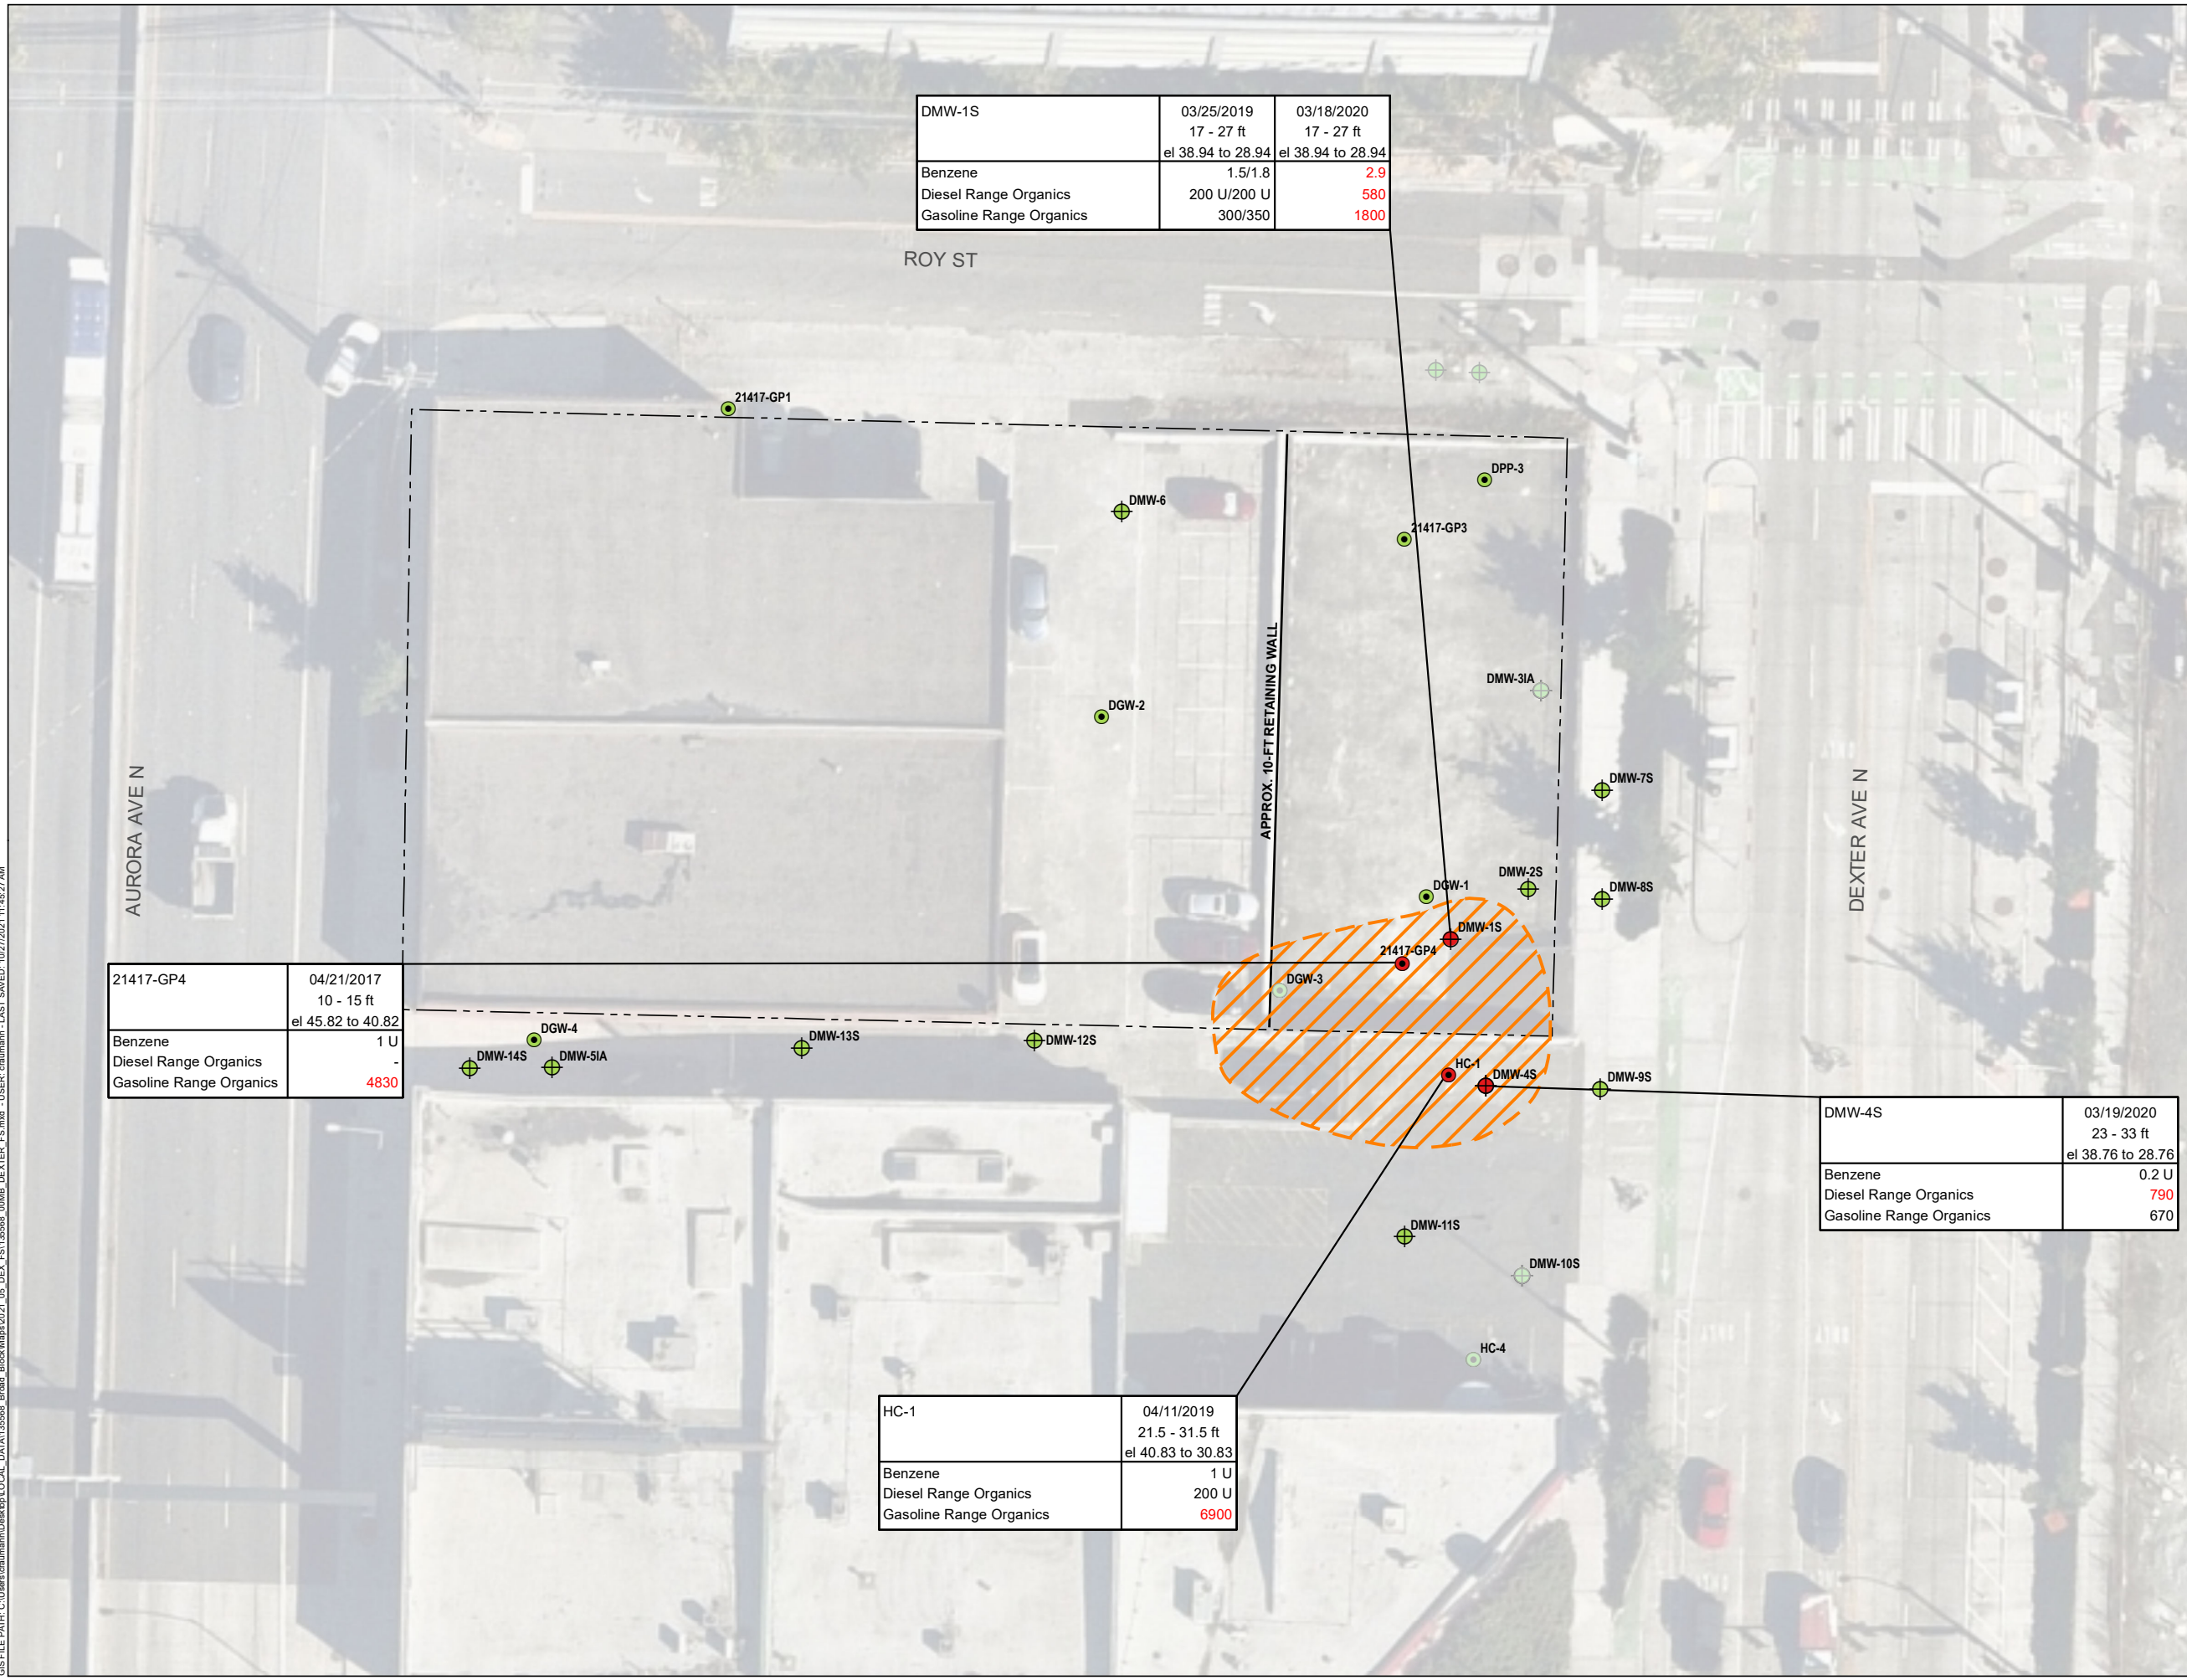 DMW-1S 03/25/2019 03/18/2020
17 - 27 ft 17 - 27 ft
el 38.94 to 28.94 el 38.94 to 28.94
Benzene 1.5/1.8 2.9
Diesel Range Organics 200 U/200 U 580
Gasoline Range Organics 300/350 1800
ROY ST
21417-GP1
DPP-3
DMW-6
21417-GP3
APPROX. 10-FT RETAINING WALL
DMW-3IA
DGW-2
DMW-7S
AURORA AVE N
DEXTER AVE N
DMW-2S
DGW-1
DMW-8S
DMW-1S
21417-GP4
DGW-3
21417-GP4 04/21/2017
10 - 15 ft
el 45.82 to 40.82
Benzene 1 U
Diesel Range Organics -
Gasoline Range Organics 4830
DGW-4
DMW-14S
DMW-5IA
DMW-13S
DMW-12S
HC-1
DMW-4S
DMW-9S
DMW-4S 03/19/2020
23 - 33 ft
el 38.76 to 28.76
Benzene 0.2 U
Diesel Range Organics 790
Gasoline Range Organics 670
DMW-11S
DMW-10S
HC-4
HC-1 04/11/2019
21.5 - 31.5 ft
el 40.83 to 30.83
Benzene 1 U
Diesel Range Organics 200 U
Gasoline Range Organics 6900